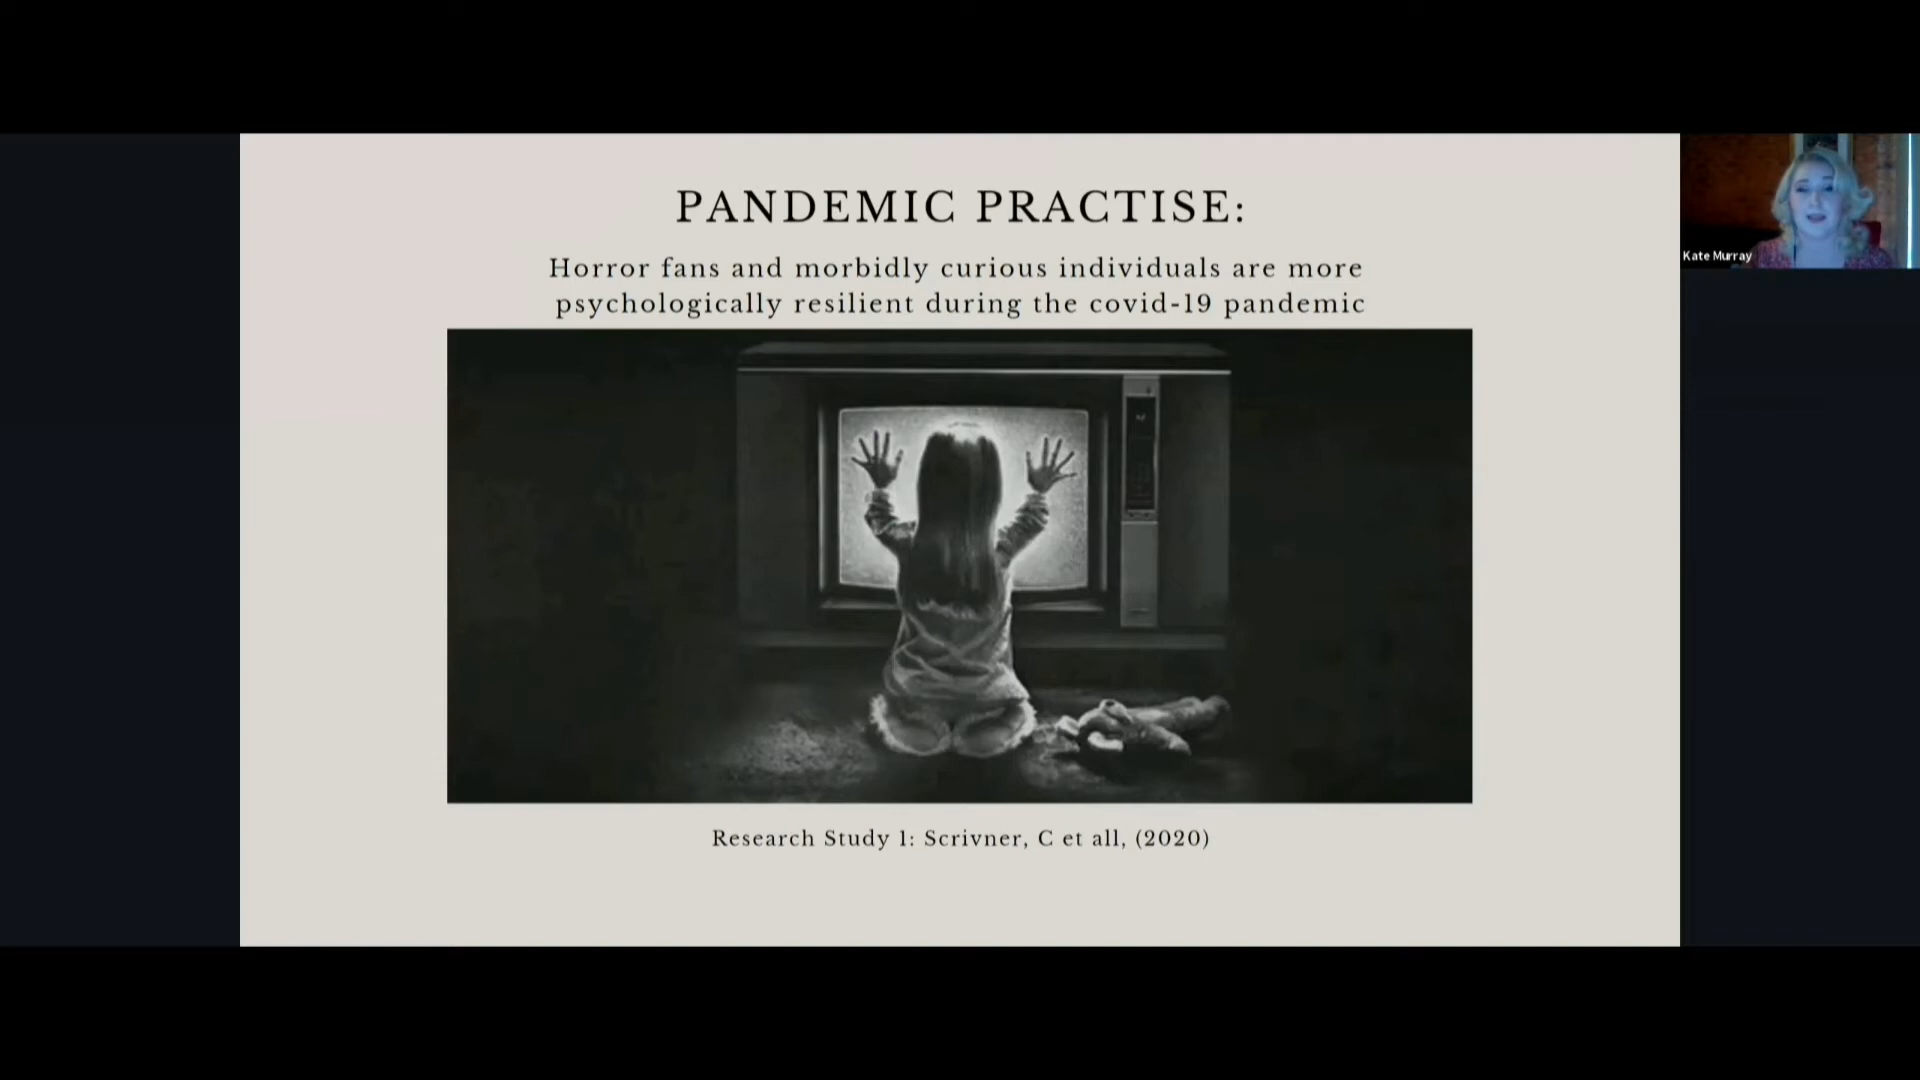 PANDEMIC PRACTISE:
Horror fans and morbidly curious individuals are more
psychologically resilient during the covid-19 pandemic
Kate Murray
Research Study 1: Scrivner, C et all, (2020)